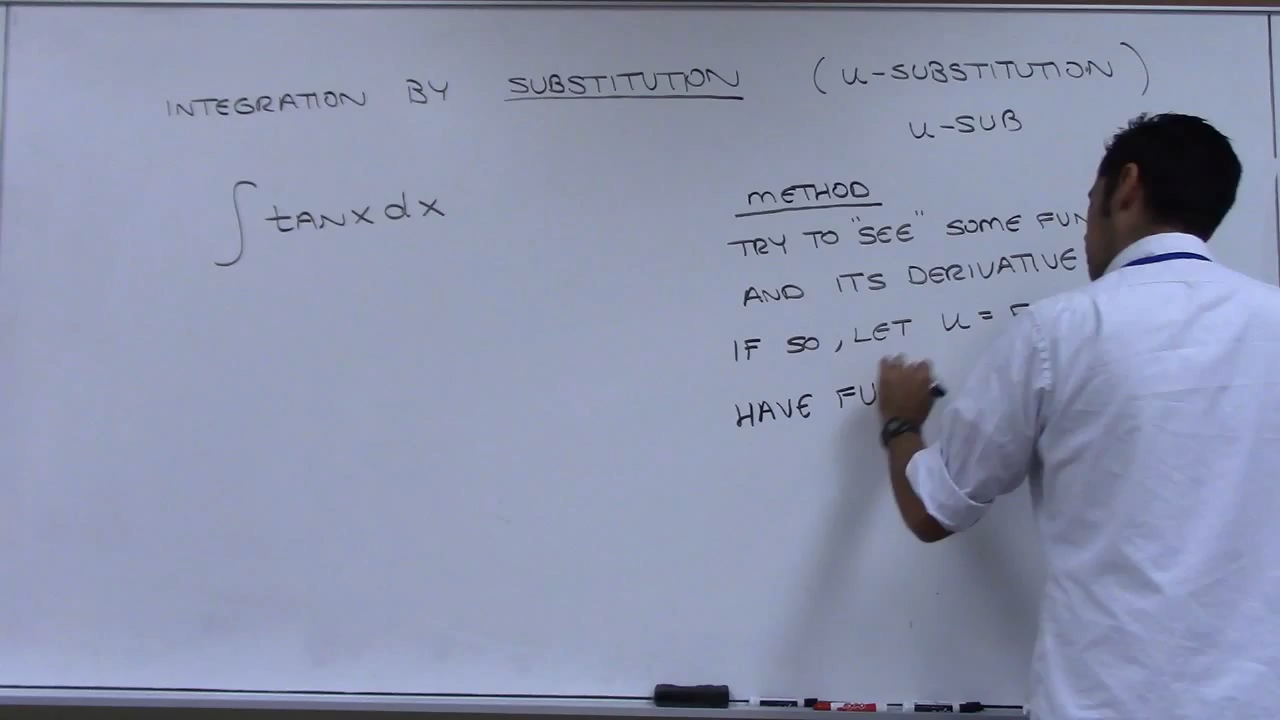 INTEGRATION BY SUBSTITUTION (u-SUBSTITUTION)
u-SUB
∫ tanx dx
METHOD
TRY TO "SEE" SOME FUN
AND ITS DERIVATIVE
IF SO, LET u =
HAVE FU